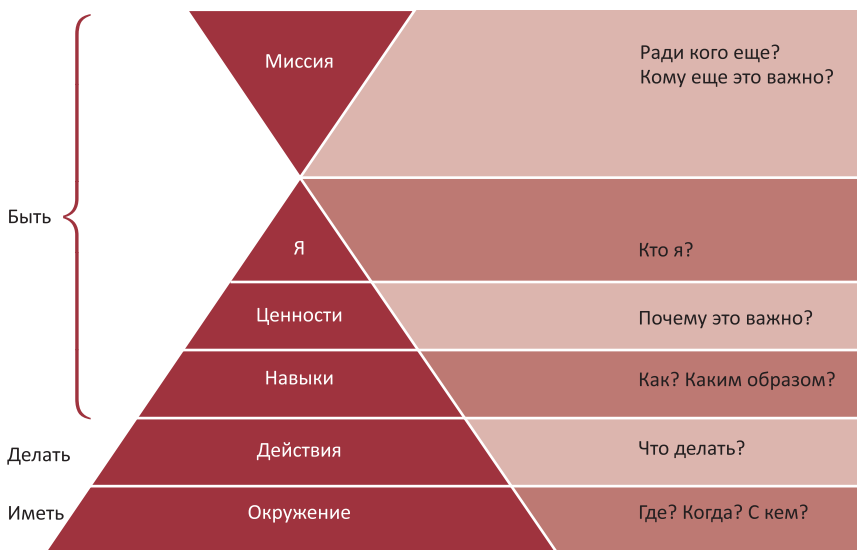 Миссия
Ради кого еще?
Кому еще это важно?
Быть
Я
Кто я?
Ценности
Почему это важно?
Навыки
Как? Каким образом?
Делать
Действия
Что делать?
Иметь
Окружение
Где? Когда? С кем?